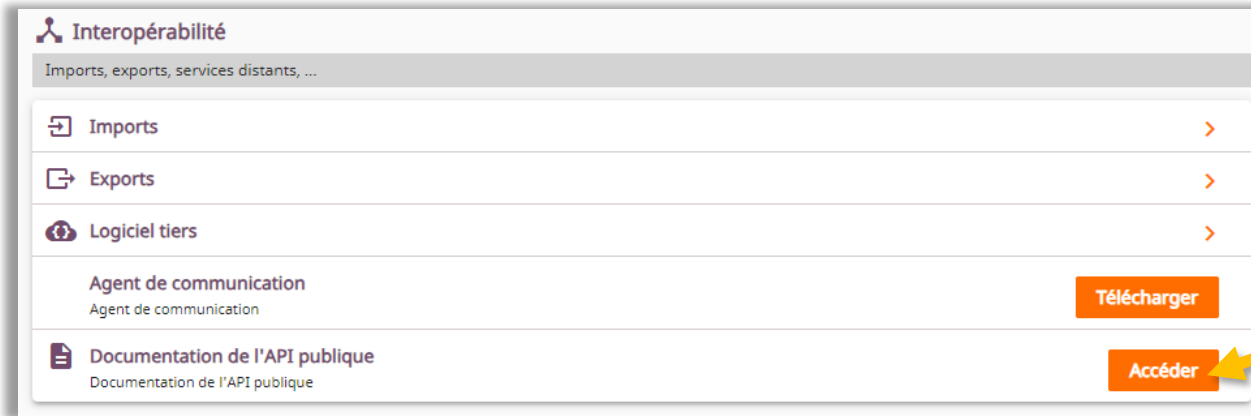 Interopérabilité
Imports, exports, services distants, ...
Imports
Exports
Logiciel tiers
Agent de communication
Agent de communication
Télécharger
Documentation de l'API publique
Documentation de l'API publique
Accéder